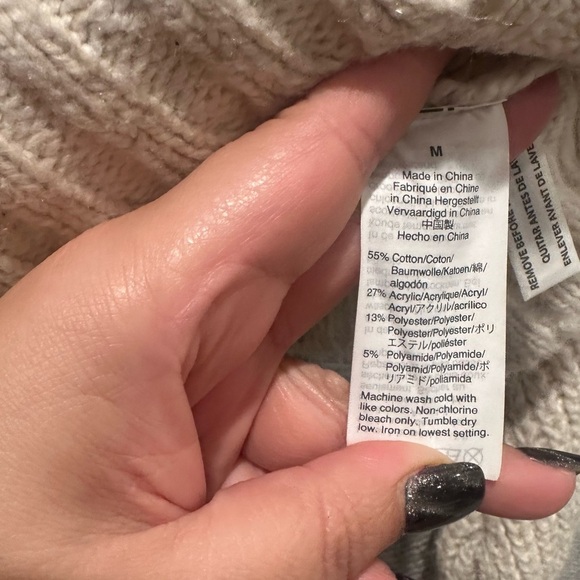 M
Made in China
Fabriqué en Chine
in China Hergestellt
Vervaardigd in China
中国製
Hecho en China
55% Cotton/Coton/
Baumwolle/Katoen/綿/
algodón
27% Acrylic/Acrylique/Acryl/
Acryl/アクリル/acrílico
13% Polyester/Polyester/
Polyester/Polyester/ポリ
エステル/poliéster
5% Polyamide/Polyamide/
Polyamid/Polyamide/ポ
リアミド/poliamida
Machine wash cold with
like colors. Non-chlorine
bleach only. Tumble dry
low. Iron on lowest setting.
REMOVE BEFORE
QUITAR ANTES DE LA
ENLEVER AVANT DE LAVE